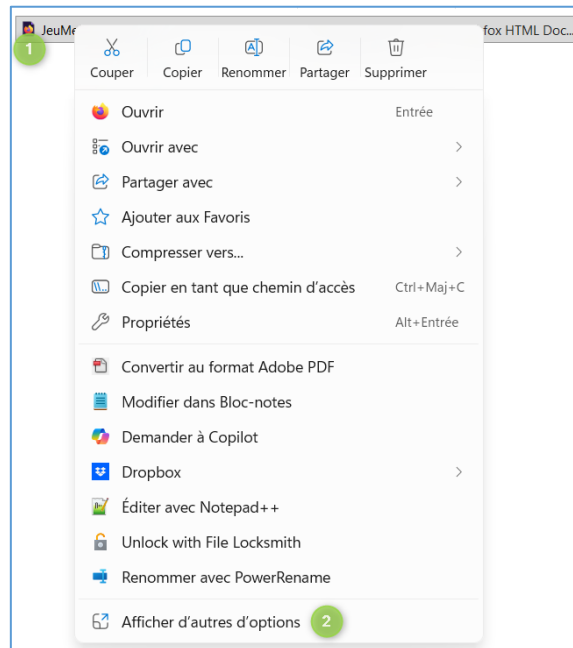 JeuMe
fox HTML Doc...
1
Couper Copier Renommer Partager Supprimer
Ouvrir Entrée
Ouvrir avec
Partager avec
Ajouter aux Favoris
Compresser vers...
Copier en tant que chemin d'accès Ctrl+Maj+C
Propriétés Alt+Entrée
Convertir au format Adobe PDF
Modifier dans Bloc-notes
Demander à Copilot
Dropbox
Éditer avec Notepad++
Unlock with File Locksmith
Renommer avec PowerRename
Afficher d'autres d'options 2